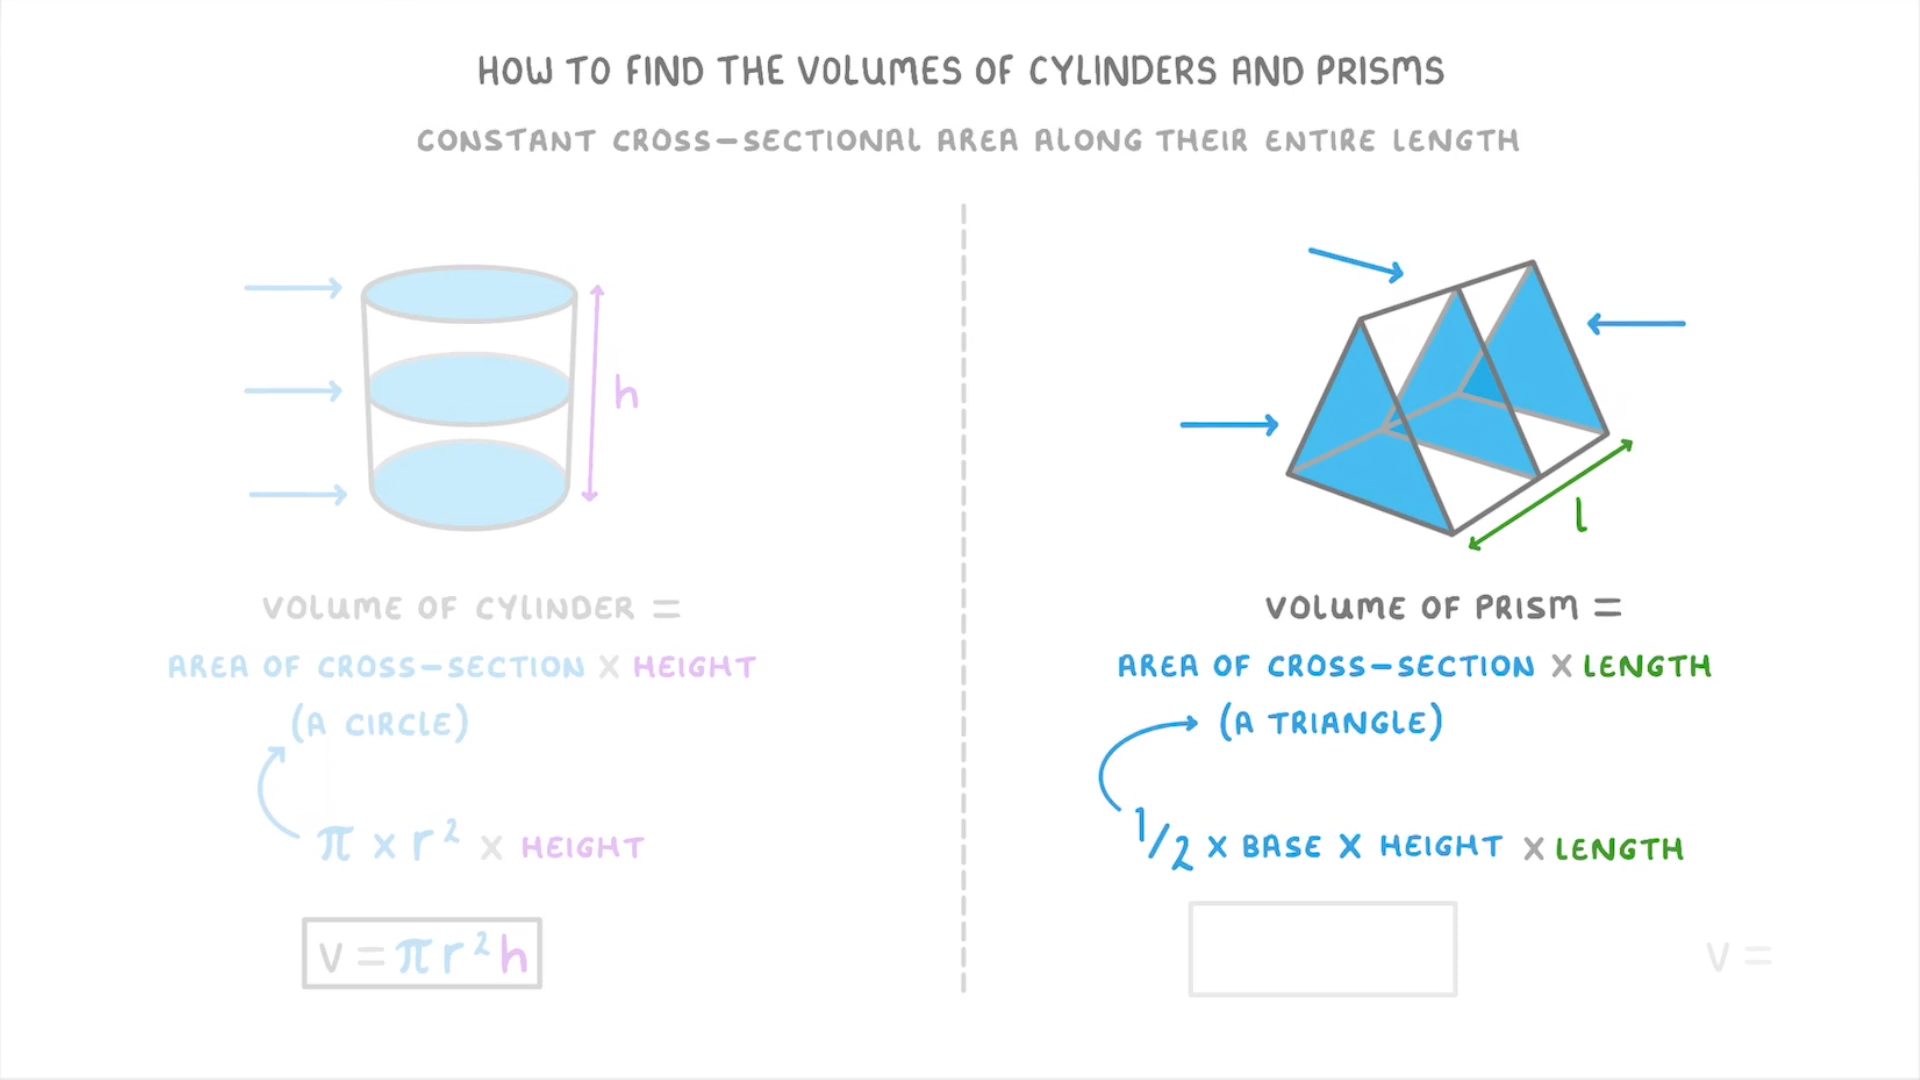 HOW TO FIND THE VOLUMES OF CYLINDERS AND PRISMS
CONSTANT CROSS-SECTIONAL AREA ALONG THEIR ENTIRE LENGTH
h
VOLUME OF CYLINDER =
AREA OF CROSS-SECTION X HEIGHT
(A CIRCLE)
π x r² x HEIGHT
V = πr²h
l
VOLUME OF PRISM =
AREA OF CROSS-SECTION X LENGTH
(A TRIANGLE)
1/2 x BASE X HEIGHT X LENGTH
V =